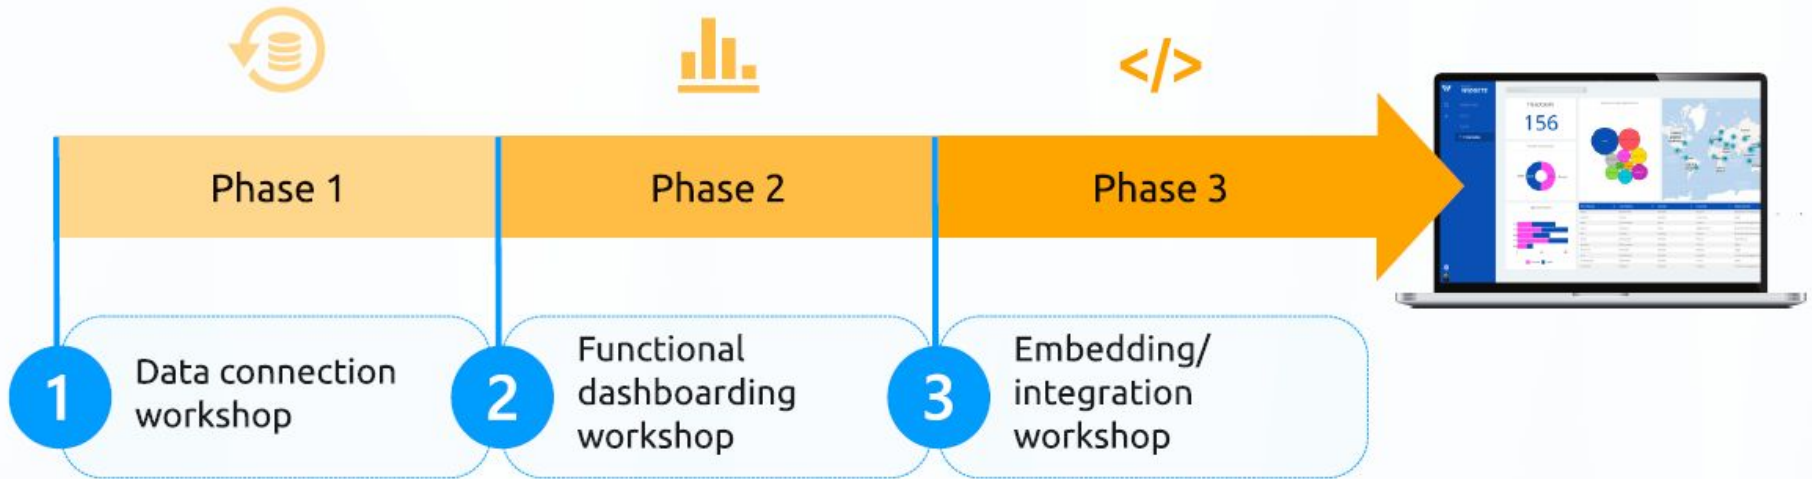 </>
Phase 1
Phase 2
Phase 3
156
1
Data connection
workshop
2
Functional
dashboarding
workshop
3
Embedding/
integration
workshop